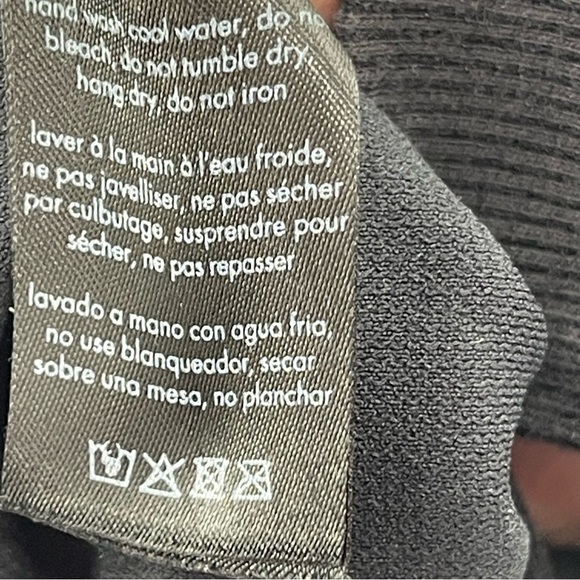 hand wash cool water, do no
bleach, do not tumble dry,
hang dry, do not iron
laver à la main à l'eau froide,
ne pas javelliser, ne pas sécher
par culbutage, susprendre pour
sécher, ne pas repasser
lavado a mano con agua fria,
no use blanqueador, secar
sobre una mesa, no planchar